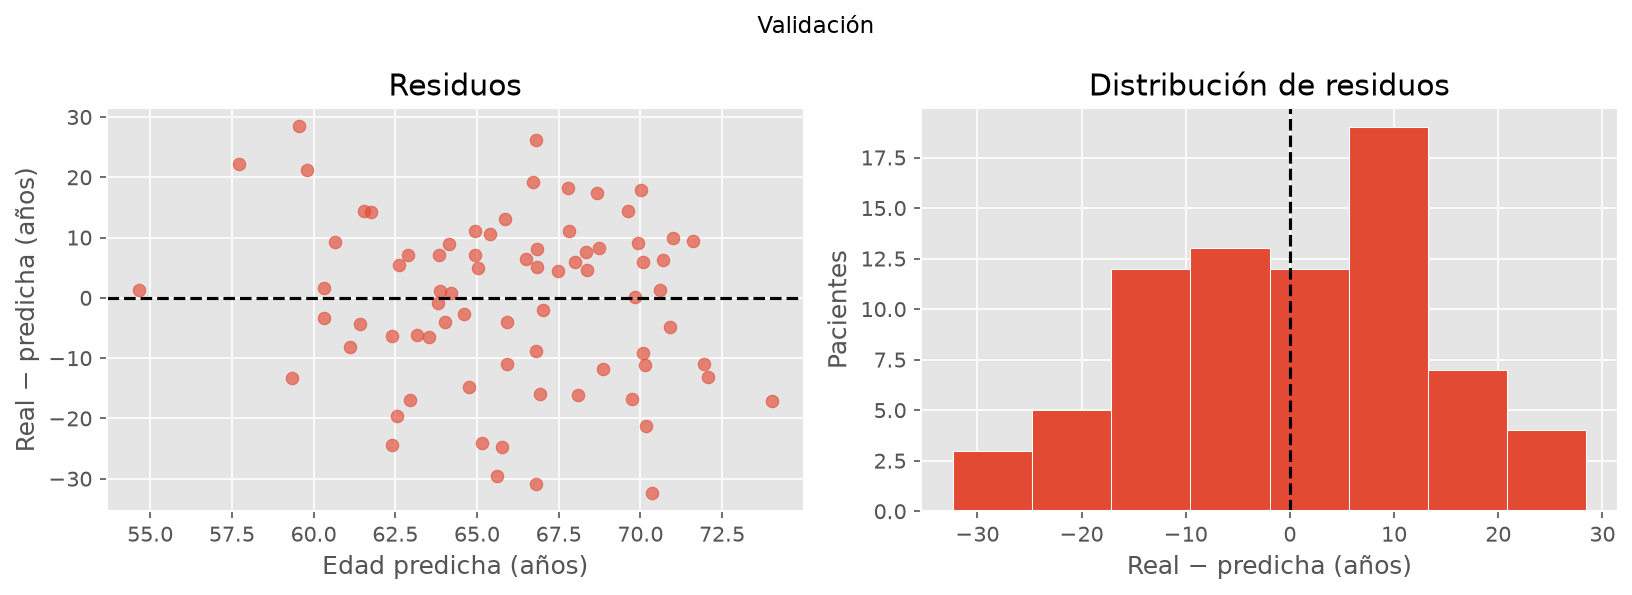 Validación
Residuos
Real − predicha (años)
30
20
10
0
−10
−20
−30
55.0 57.5 60.0 62.5 65.0 67.5 70.0 72.5
Edad predicha (años)
Distribución de residuos
Pacientes
17.5
15.0
12.5
10.0
7.5
5.0
2.5
0.0
−30 −20 −10 0 10 20 30
Real − predicha (años)